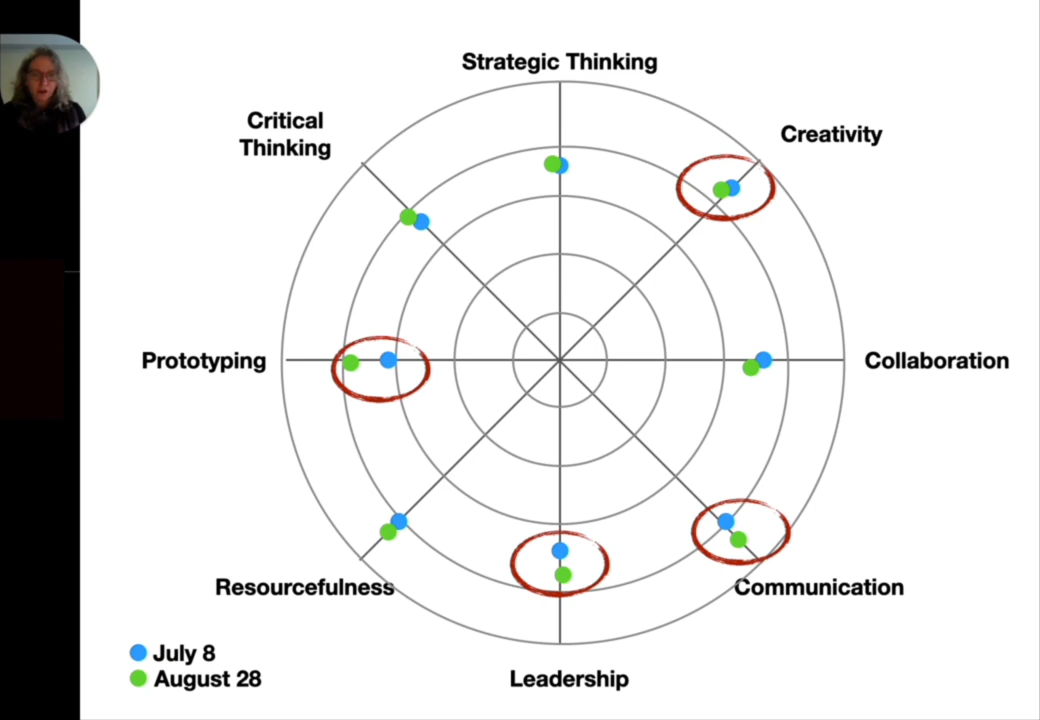 Strategic Thinking
Critical
Thinking
Creativity
Prototyping
Collaboration
Resourcefulness
Communication
Leadership
July 8
August 28